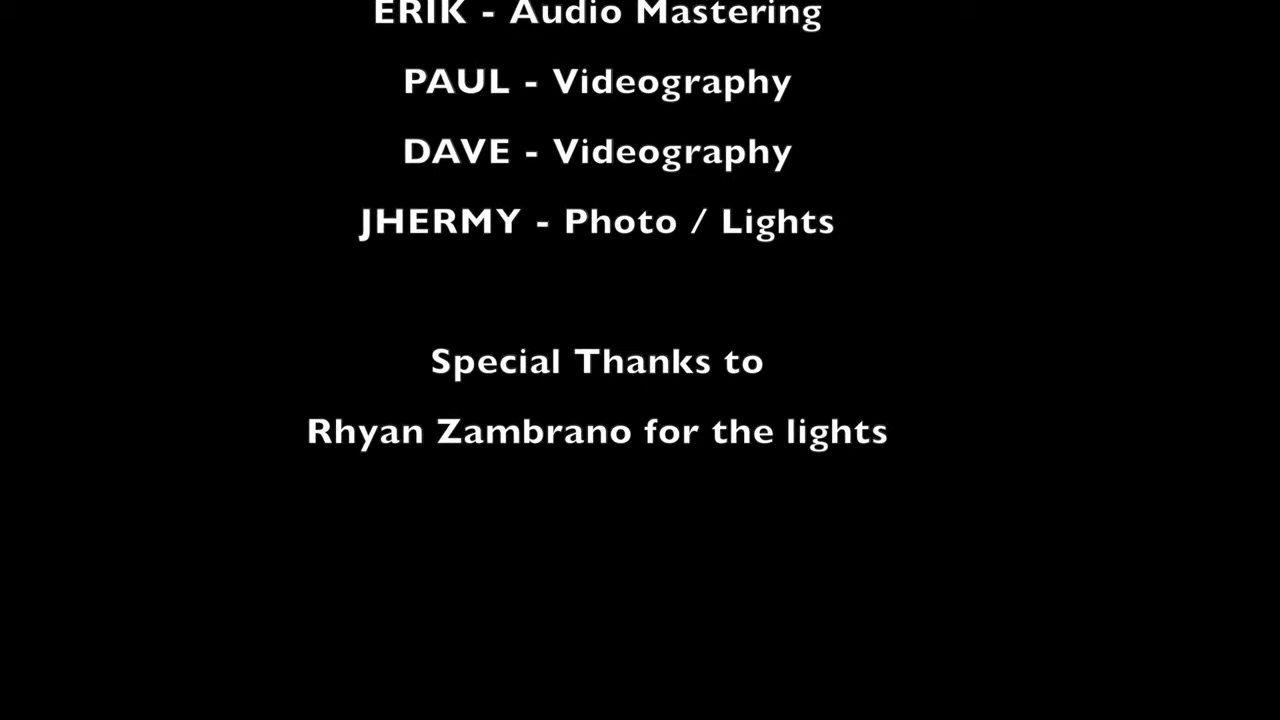 ERIK - Audio Mastering
PAUL - Videography
DAVE - Videography
JHERMY - Photo / Lights
Special Thanks to
Rhyan Zambrano for the lights